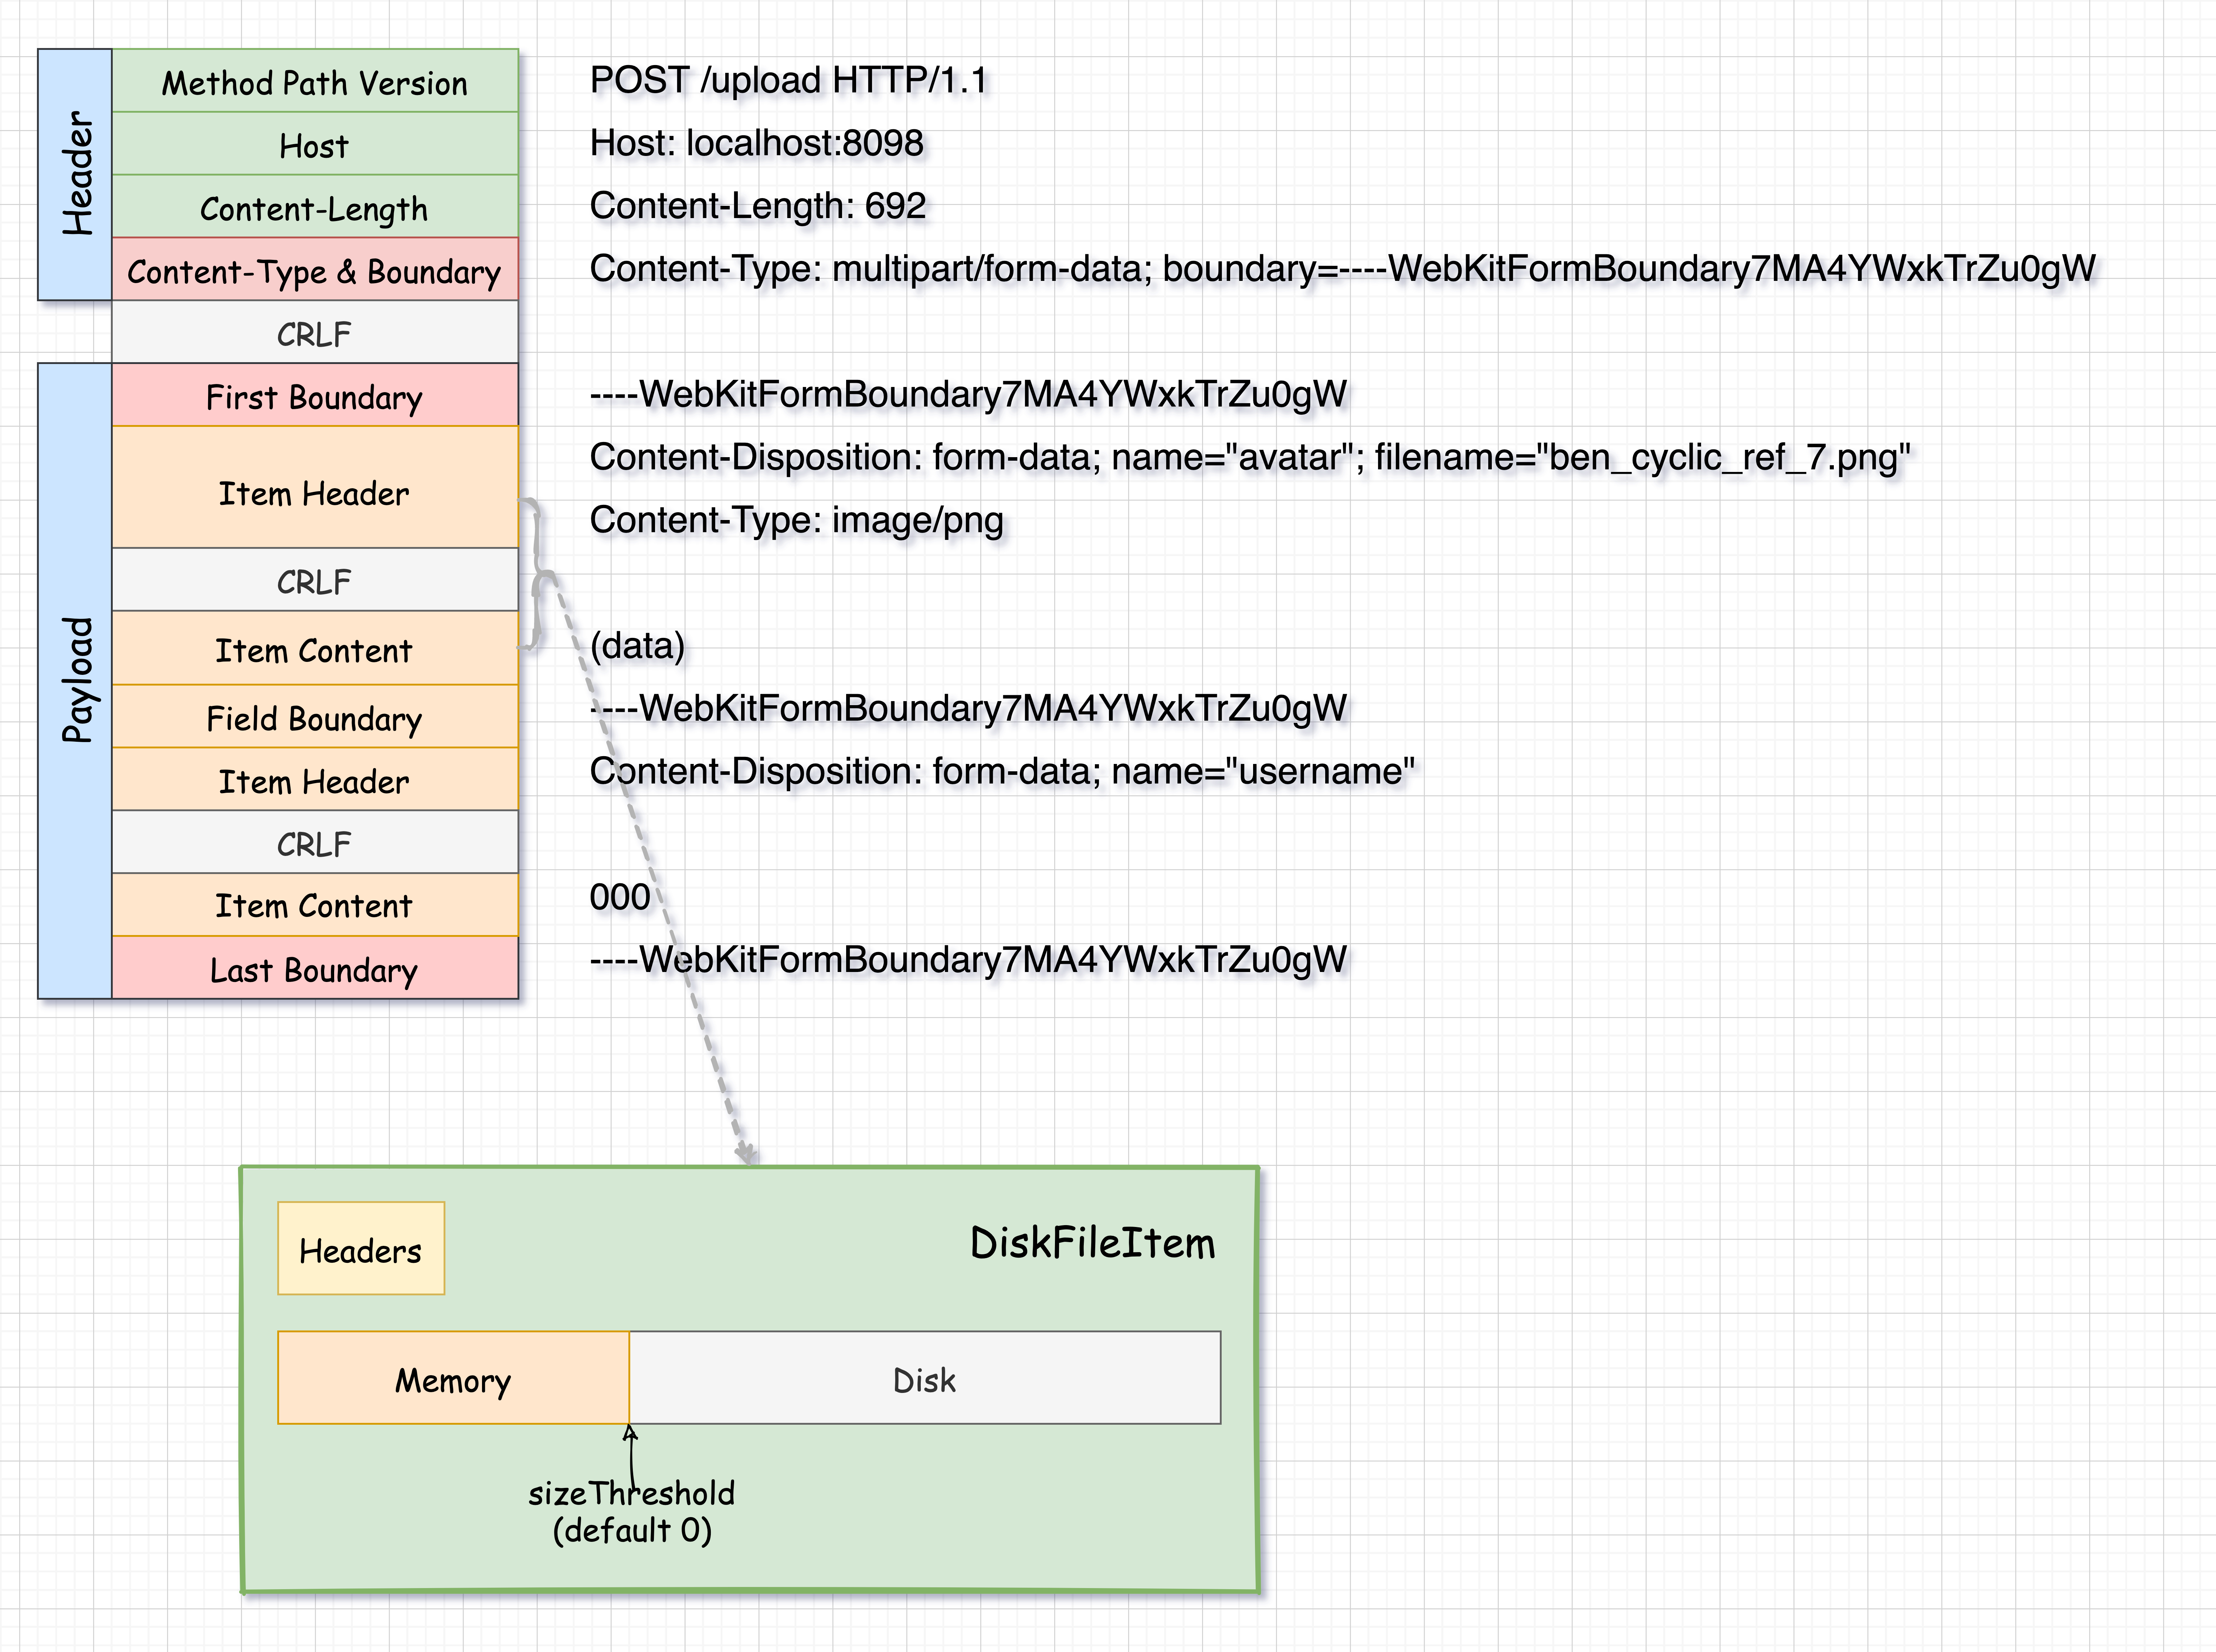 Header
Method Path Version
POST /upload HTTP/1.1
Host
Host: localhost:8098
Content-Length
Content-Length: 692
Content-Type & Boundary
Content-Type: multipart/form-data; boundary=----WebKitFormBoundary7MA4YWxkTrZu0gW
CRLF
Payload
First Boundary
----WebKitFormBoundary7MA4YWxkTrZu0gW
Item Header
Content-Disposition: form-data; name="avatar"; filename="ben_cyclic_ref_7.png"
Content-Type: image/png
CRLF
Item Content
(data)
Field Boundary
----WebKitFormBoundary7MA4YWxkTrZu0gW
Item Header
Content-Disposition: form-data; name="username"
CRLF
Item Content
000
Last Boundary
----WebKitFormBoundary7MA4YWxkTrZu0gW
Headers
DiskFileItem
Memory
Disk
sizeThreshold
(default 0)